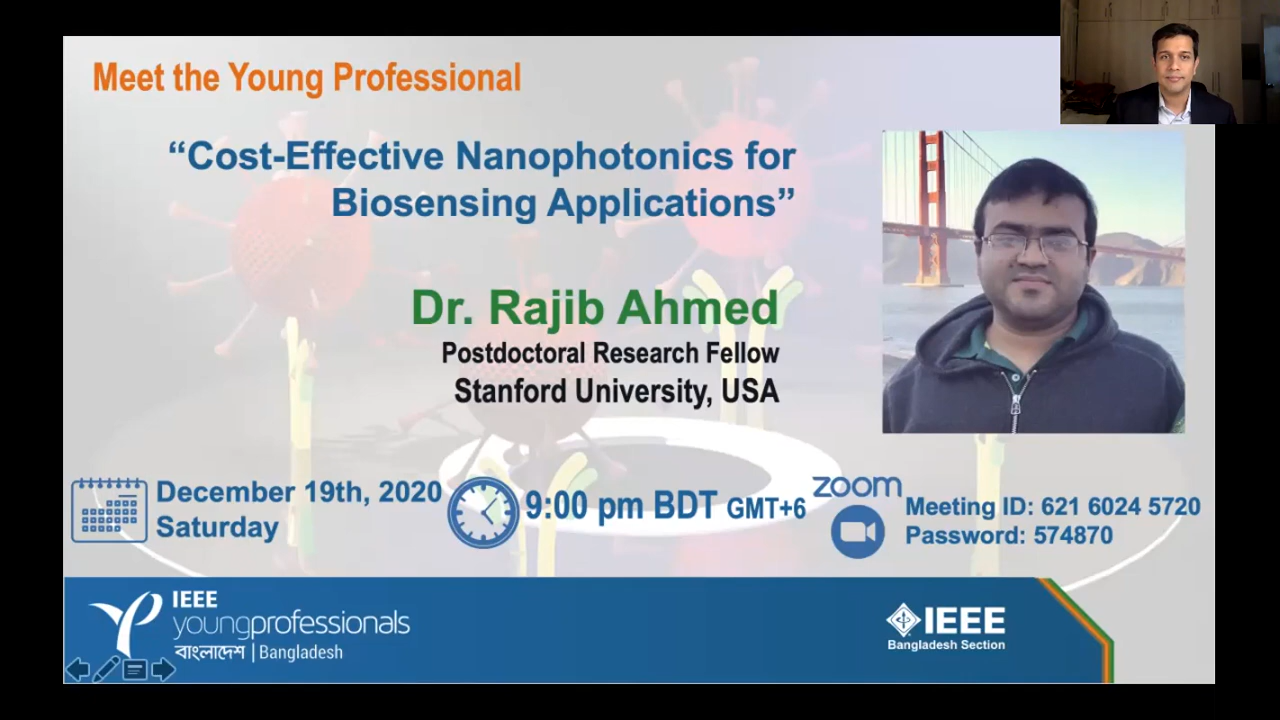 Meet the Young Professional
“Cost-Effective Nanophotonics for
Biosensing Applications”
Dr. Rajib Ahmed
Postdoctoral Research Fellow
Stanford University, USA
December 19th, 2020
Saturday
9:00 pm BDT GMT+6
zoom
Meeting ID: 621 6024 5720
Password: 574870
IEEE
youngprofessionals
বাংলাদেশ | Bangladesh
IEEE
Bangladesh Section